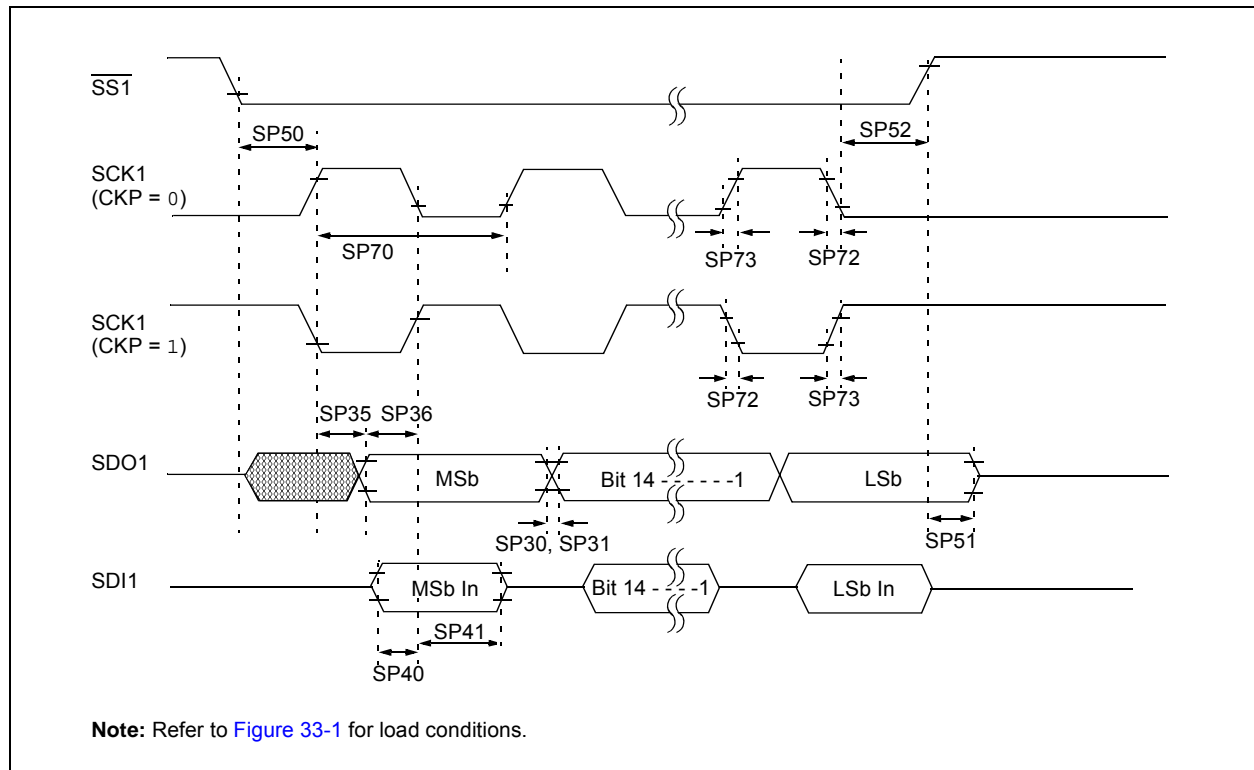 SS1
SP50
SP52
SCK1
(CKP = 0)
SP70
SP73
SP72
SCK1
(CKP = 1)
SP72
SP73
SP35 SP36
SDO1
MSb
Bit 14 - - - - - - -1
LSb
SP30, SP31
SP51
SDI1
MSb In
Bit 14 - - - - -1
LSb In
SP41
SP40
Note: Refer to Figure 33-1 for load conditions.